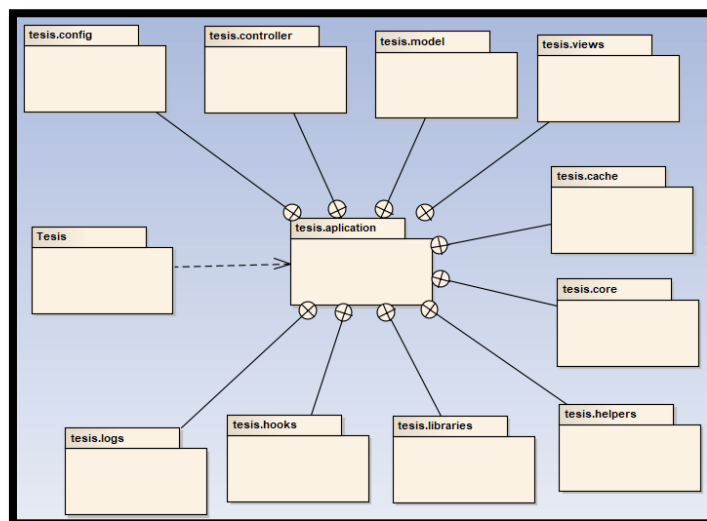 tesis.config
tesis.controller
tesis.model
tesis.views
tesis.cache
Tesis
tesis.aplication
tesis.core
tesis.logs
tesis.hooks
tesis.libraries
tesis.helpers